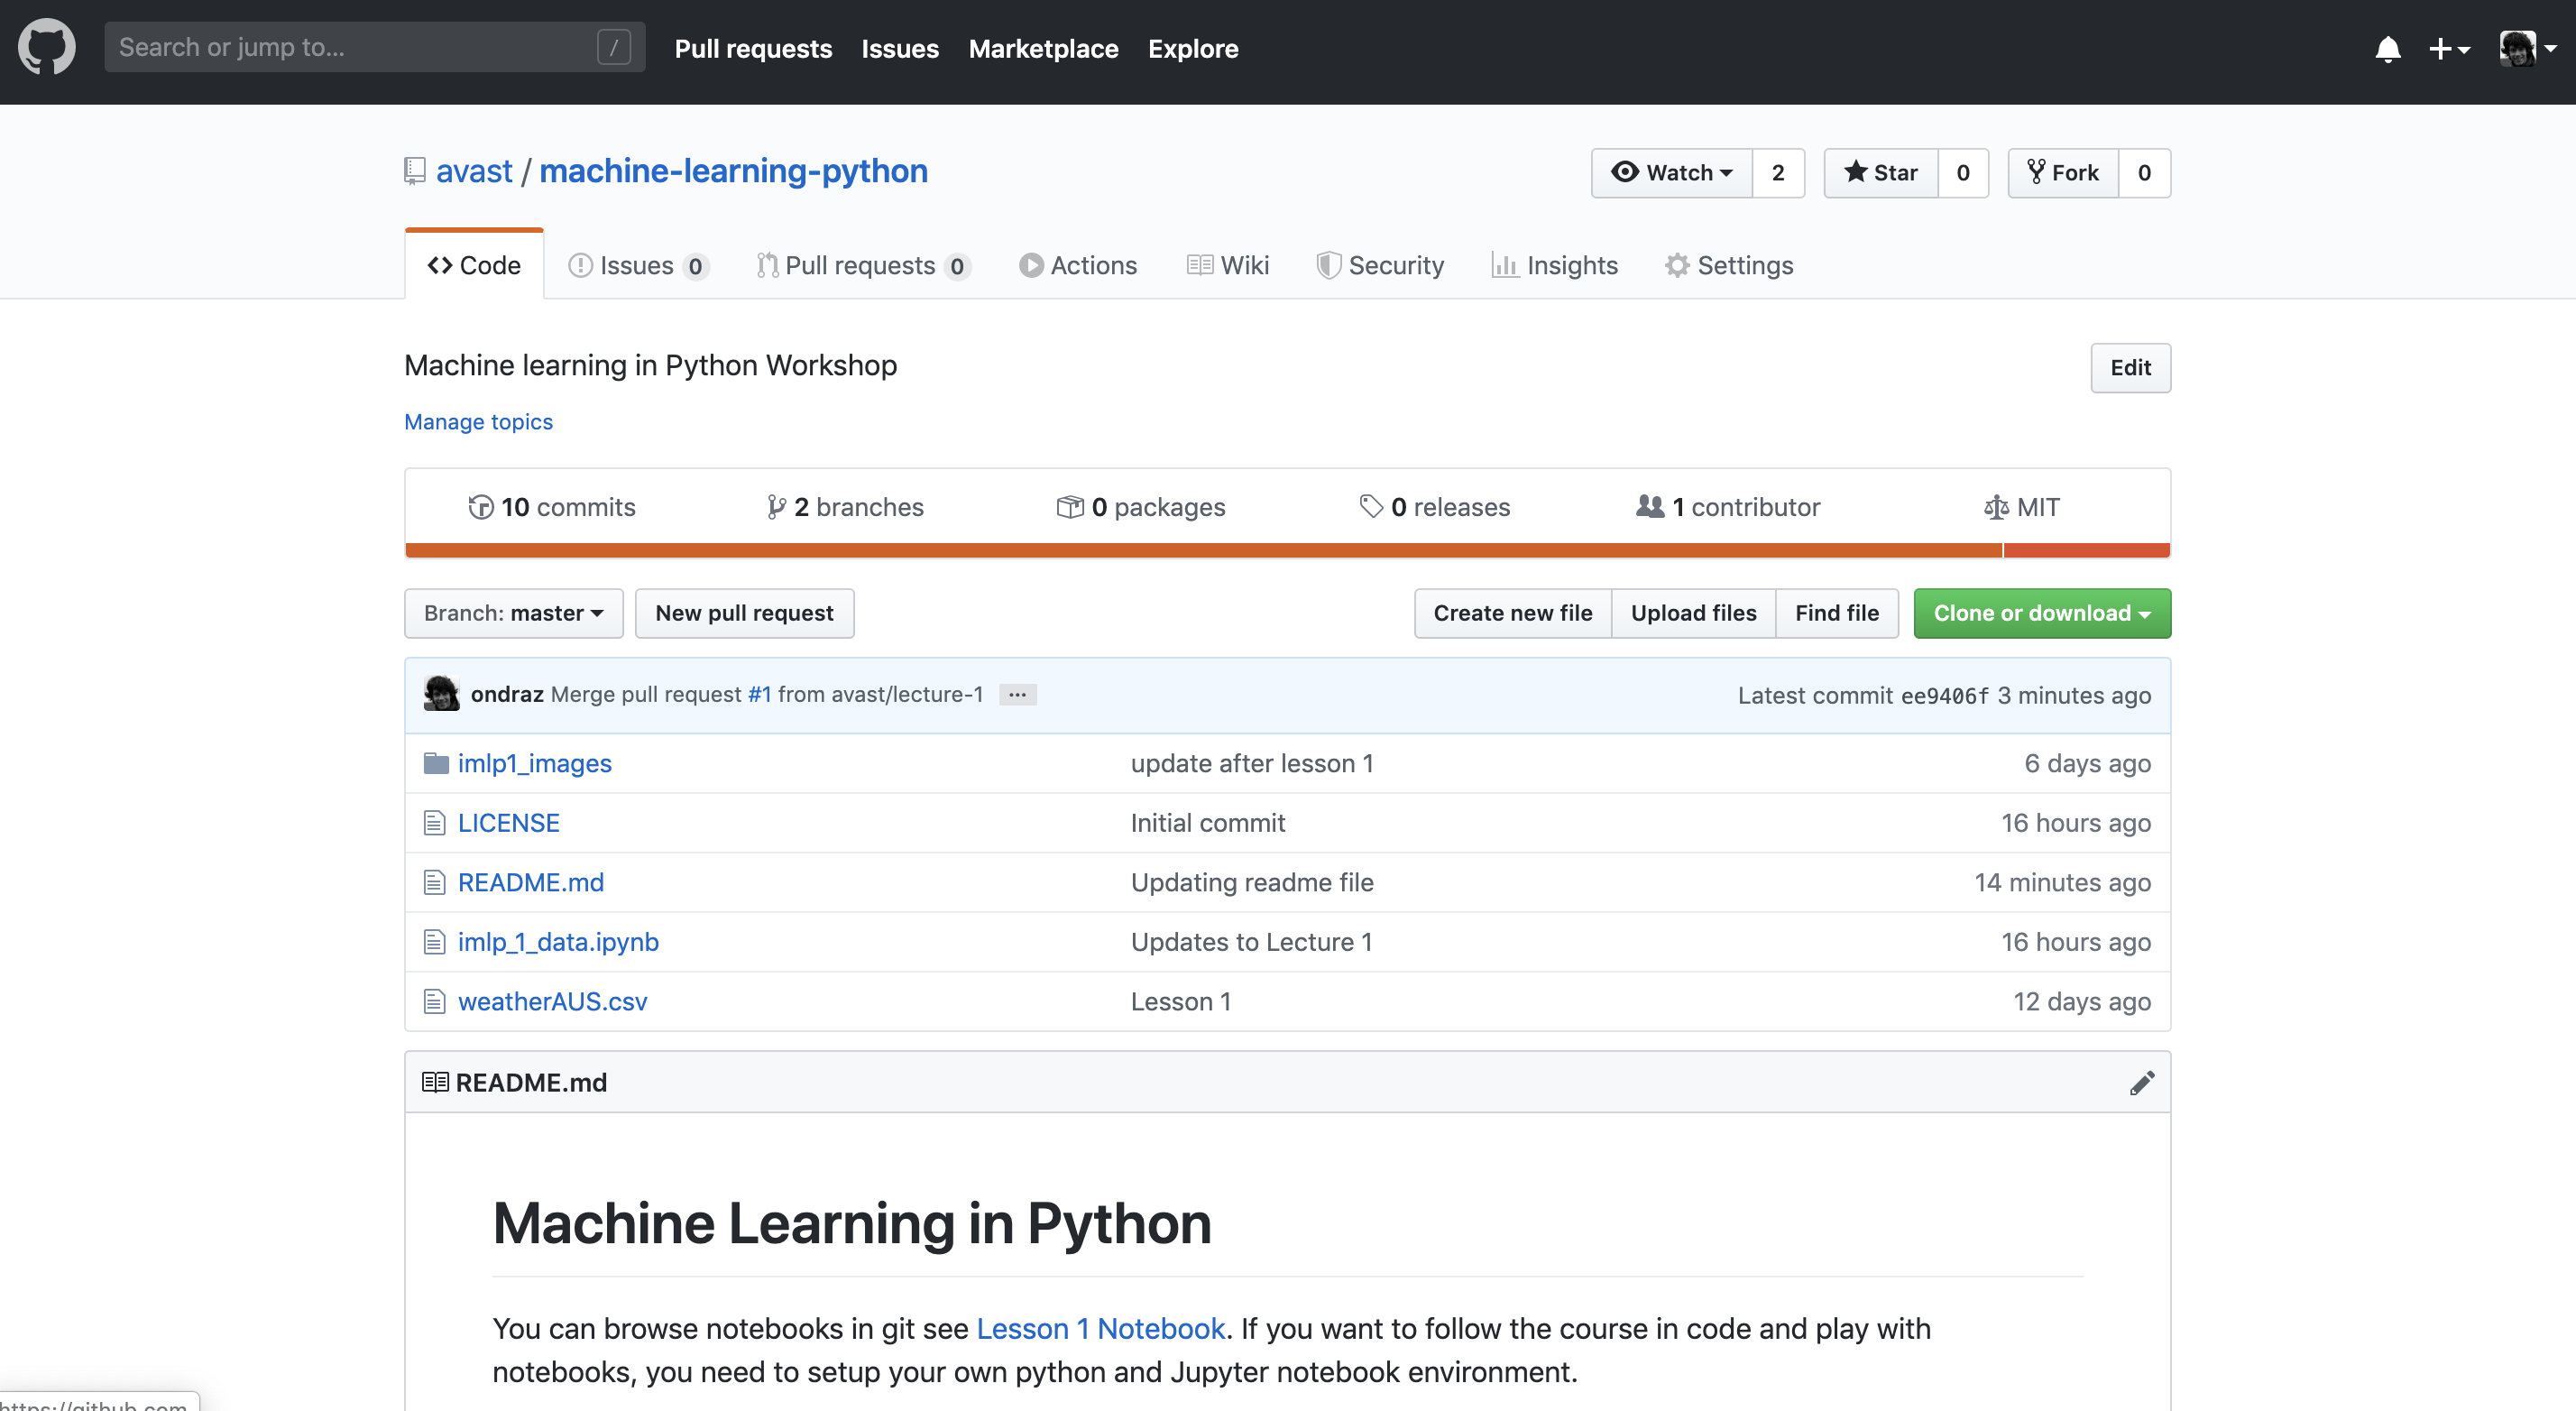 Search or jump to... /
Pull requests Issues Marketplace Explore
avast / machine-learning-python
Watch 2 Star 0 Fork 0
Code Issues 0 Pull requests 0 Actions Wiki Security Insights Settings
Machine learning in Python Workshop
Edit
Manage topics
10 commits 2 branches 0 packages 0 releases 1 contributor MIT
Branch: master New pull request Create new file Upload files Find file Clone or download
ondraz Merge pull request #1 from avast/lecture-1 ... Latest commit ee9406f 3 minutes ago
imlp1_images update after lesson 1 6 days ago
LICENSE Initial commit 16 hours ago
README.md Updating readme file 14 minutes ago
imlp_1_data.ipynb Updates to Lecture 1 16 hours ago
weatherAUS.csv Lesson 1 12 days ago
README.md
Machine Learning in Python
You can browse notebooks in git see Lesson 1 Notebook. If you want to follow the course in code and play with
notebooks, you need to setup your own python and Jupyter notebook environment.
https://github.com